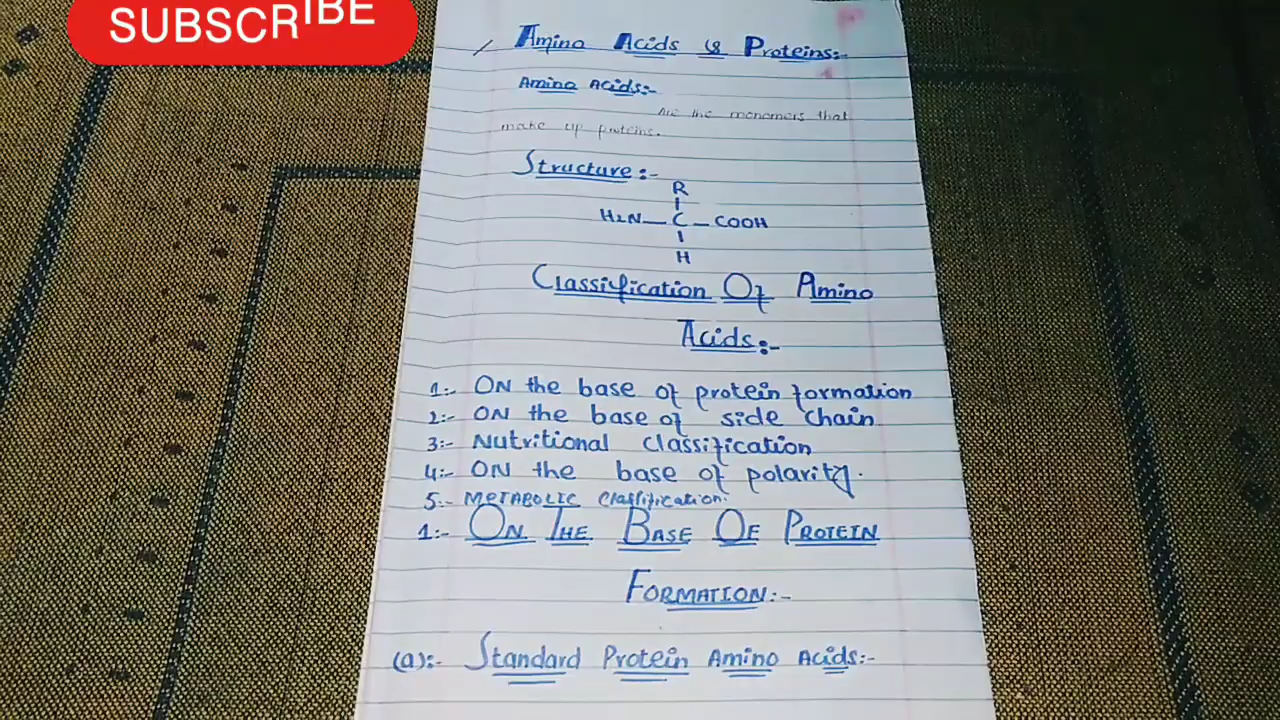 SUBSCRIBE
Amino Acids & Proteins:-
Amino Acids:-
Are the monomers that
make up proteins.
Structure:-
R
H2N—C—COOH
H
Classification Of Amino
Acids:-
1:- ON the base of protein formation
2:- ON the base of side chain
3:- Nutritional classification
4:- ON the base of polarity.
5:- METABOLIC classification.
1:- ON THE BASE OF PROTEIN
FORMATION:-
(a):- Standard Protein Amino Acids:-